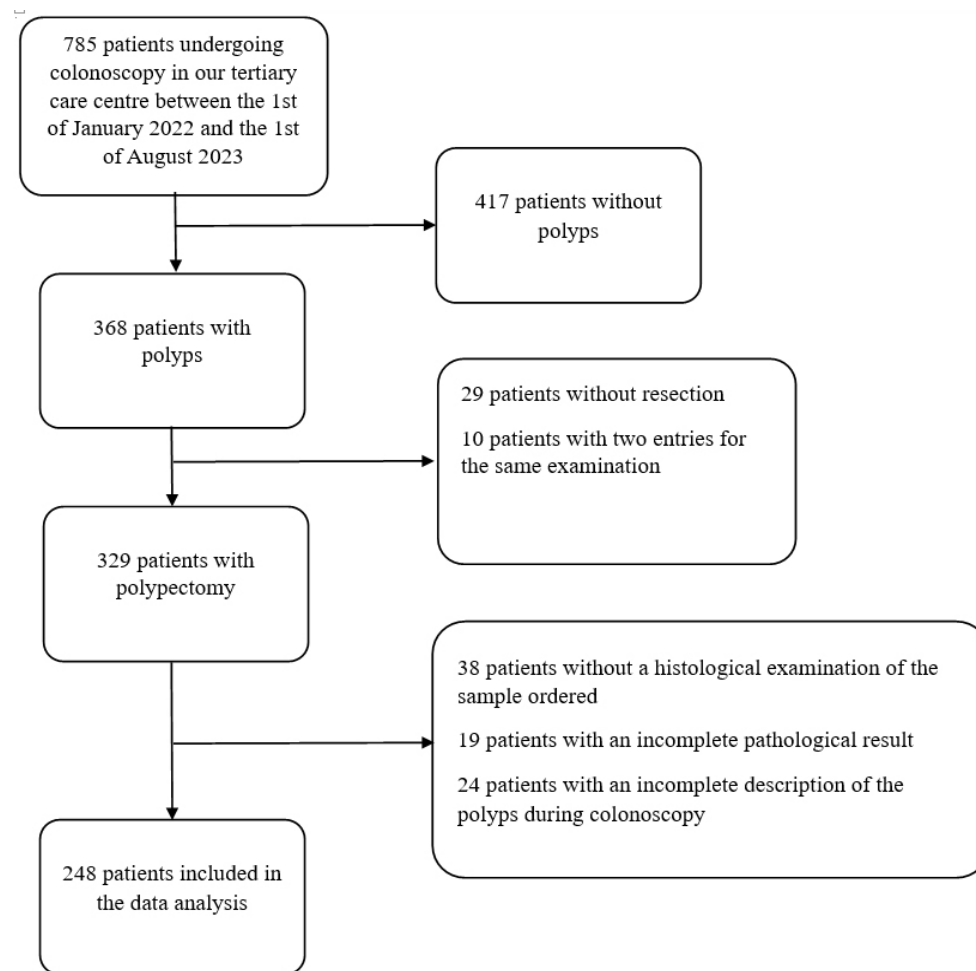 785 patients undergoing
colonoscopy in our tertiary
care centre between the 1st
of January 2022 and the 1st
of August 2023
417 patients without
polyps
368 patients with
polyps
29 patients without resection
10 patients with two entries for
the same examination
329 patients with
polypectomy
38 patients without a histological examination of the
sample ordered
19 patients with an incomplete pathological result
24 patients with an incomplete description of the
polyps during colonoscopy
248 patients included in
the data analysis